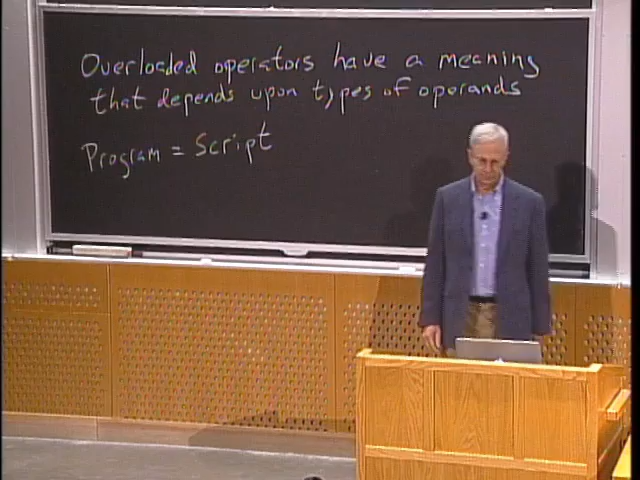 Overloaded operators have a meaning
that depends upon types of operands
Program = Script